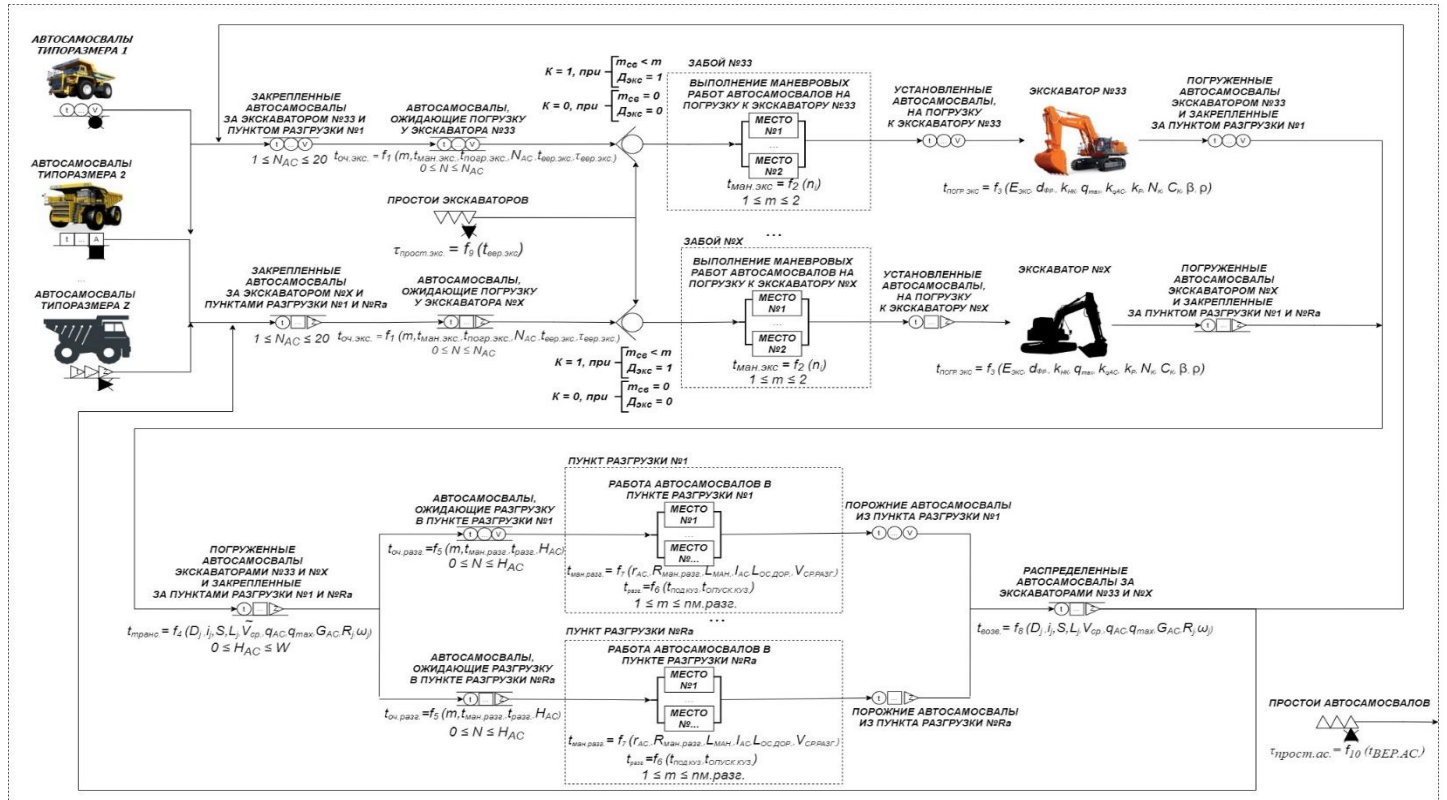 АВТОСАМОСВАЛЫ
ТИПОРАЗМЕРА 1
t ... V
АВТОСАМОСВАЛЫ
ТИПОРАЗМЕРА 2
t ... A
...
АВТОСАМОСВАЛЫ
ТИПОРАЗМЕРА Z
ЗАКРЕПЛЕННЫЕ
АВТОСАМОСВАЛЫ
ЗА ЭКСКАВАТОРОМ №33 И
ПУНКТОМ РАЗГРУЗКИ №1
t ... V
1 ≤ N_AC ≤ 20
АВТОСАМОСВАЛЫ,
ОЖИДАЮЩИЕ ПОГРУЗКУ
У ЭКСКАВАТОРА №33
t ... V
t_оч.экс. = f₁ (m, t_ман.экс., t_погр.экс., N_AC, t_вер.экс., τ_вер.экс.)
0 ≤ N ≤ N_AC
K = 1, при
m_св < m
Д_экс = 1
K = 0, при
m_св = 0
Д_экс = 0
ПРОСТОИ ЭКСКАВАТОРОВ
τ_прост.экс. = f₉ (t_вер.экс)
ЗАБОЙ №33
ВЫПОЛНЕНИЕ МАНЕВРОВЫХ
РАБОТ АВТОСАМОСВАЛОВ НА
ПОГРУЗКУ К ЭКСКАВАТОРУ №33
МЕСТО
№1
...
МЕСТО
№2
t_ман.экс = f₂ (n_i)
1 ≤ m ≤ 2
УСТАНОВЛЕННЫЕ
АВТОСАМОСВАЛЫ,
НА ПОГРУЗКУ
К ЭКСКАВАТОРУ №33
t ... V
ЭКСКАВАТОР №33
t_погр.экс = f₃ (E_экс, d_фр., k_нк, q_max, k_qAC, k_р, N_к, C_к, β, ρ)
ПОГРУЖЕННЫЕ
АВТОСАМОСВАЛЫ
ЭКСКАВАТОРОМ №33
И ЗАКРЕПЛЕННЫЕ
ЗА ПУНКТОМ РАЗГРУЗКИ №1
t ... V
...
ЗАКРЕПЛЕННЫЕ
АВТОСАМОСВАЛЫ
ЗА ЭКСКАВАТОРОМ №X И
ПУНКТАМИ РАЗГРУЗКИ №1 И №Ra
t ... Z
1 ≤ N_AC ≤ 20
АВТОСАМОСВАЛЫ,
ОЖИДАЮЩИЕ ПОГРУЗКУ
У ЭКСКАВАТОРА №X
t ... Z
t_оч.экс. = f₁ (m, t_ман.экс., t_погр.экс., N_AC, t_вер.экс., τ_вер.экс.)
0 ≤ N ≤ N_AC
K = 1, при
m_св < m
Д_экс = 1
K = 0, при
m_св = 0
Д_экс = 0
ЗАБОЙ №X
ВЫПОЛНЕНИЕ МАНЕВРОВЫХ
РАБОТ АВТОСАМОСВАЛОВ НА
ПОГРУЗКУ К ЭКСКАВАТОРУ №X
МЕСТО
№1
...
МЕСТО
№2
t_ман.экс = f₂ (n_i)
1 ≤ m ≤ 2
УСТАНОВЛЕННЫЕ
АВТОСАМОСВАЛЫ,
НА ПОГРУЗКУ
К ЭКСКАВАТОРУ №X
t ... Z
ЭКСКАВАТОР №X
t_погр.экс = f₃ (E_экс, d_фр., k_нк, q_max, k_qAC, k_р, N_к, C_к, β, ρ)
ПОГРУЖЕННЫЕ
АВТОСАМОСВАЛЫ
ЭКСКАВАТОРОМ №X
И ЗАКРЕПЛЕННЫЕ
ЗА ПУНКТОМ РАЗГРУЗКИ №1 И №Ra
t ... Z
ПОГРУЖЕННЫЕ
АВТОСАМОСВАЛЫ
ЭКСКАВАТОРАМИ №33 И №X
И ЗАКРЕПЛЕННЫЕ
ЗА ПУНКТАМИ РАЗГРУЗКИ №1 И №Ra
t ... Z
t_транс = f₄ (D_j, i_j, S, L_j, Ṽ_ср., q_AC, q_max, G_AC, R_j, ω_j)
0 ≤ H_AC ≤ W
АВТОСАМОСВАЛЫ,
ОЖИДАЮЩИЕ РАЗГРУЗКУ
В ПУНКТЕ РАЗГРУЗКИ №1
t ... V
t_оч.разг. = f₅ (m, t_ман.разг., t_разг., H_AC)
0 ≤ N ≤ H_AC
ПУНКТ РАЗГРУЗКИ №1
РАБОТА АВТОСАМОСВАЛОВ В
ПУНКТЕ РАЗГРУЗКИ №1
МЕСТО
№1
...
МЕСТО
№...
t_ман.разг. = f₇ (r_AC, R_ман.разг., L_МАН., l_AC, L_ОС.ДОР., V_СР.РАЗГ.)
t_разг. = f₆ (t_под.куз., t_опуск.куз.)
1 ≤ m ≤ nм.разг.
ПОРОЖНИЕ АВТОСАМОСВАЛЫ
ИЗ ПУНКТА РАЗГРУЗКИ №1
t ... V
...
АВТОСАМОСВАЛЫ,
ОЖИДАЮЩИЕ РАЗГРУЗКУ
В ПУНКТЕ РАЗГРУЗКИ №Ra
t ... Z
t_оч.разг. = f₅ (m, t_ман.разг., t_разг., H_AC)
0 ≤ N ≤ H_AC
ПУНКТ РАЗГРУЗКИ №Ra
РАБОТА АВТОСАМОСВАЛОВ В
ПУНКТЕ РАЗГРУЗКИ №Ra
МЕСТО
№1
...
МЕСТО
№...
t_ман.разг. = f₇ (r_AC, R_ман.разг., L_МАН., l_AC, L_ОС.ДОР., V_СР.РАЗГ.)
t_разг. = f₆ (t_под.куз., t_опуск.куз.)
1 ≤ m ≤ nм.разг.
t ... Z
ПОРОЖНИЕ АВТОСАМОСВАЛЫ
ИЗ ПУНКТА РАЗГРУЗКИ №Ra
РАСПРЕДЕЛЕННЫЕ
АВТОСАМОСВАЛЫ ЗА
ЭКСКАВАТОРАМИ №33 И №X
t ... Z
t_возв. = f₈ (D_j, i_j, S, L_j, V_ср., q_AC, q_max, G_AC, R_j, ω_j)
ПРОСТОИ АВТОСАМОСВАЛОВ
τ_прост.ас. = f₁₀ (t_ВЕР.АС.)